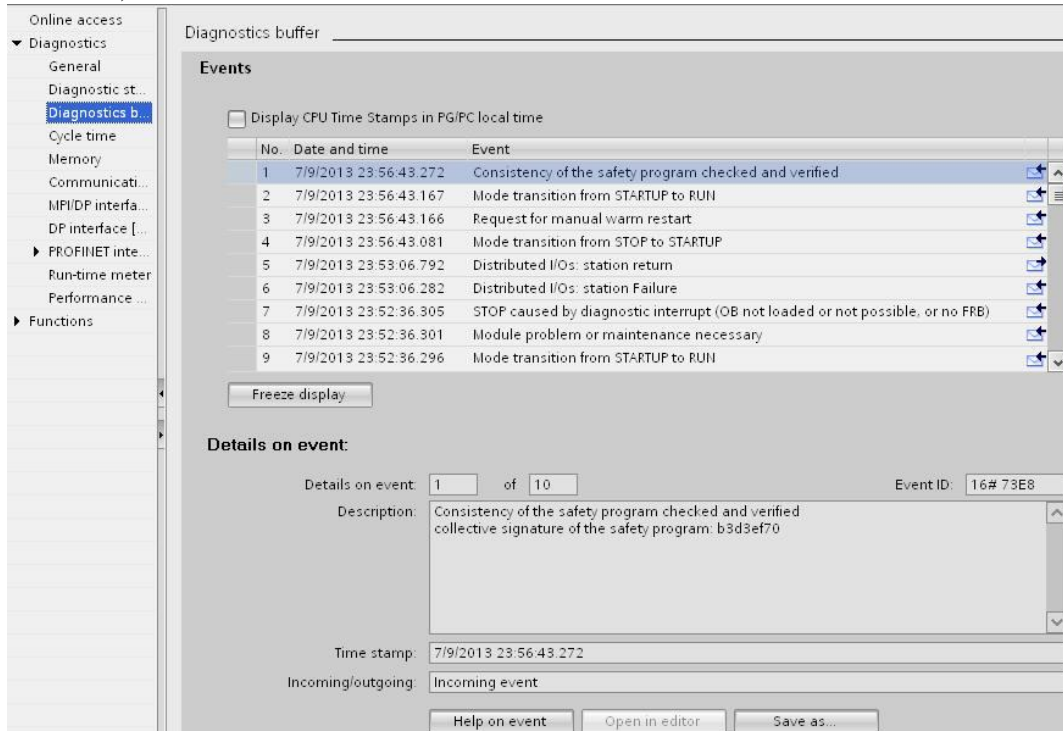 Online access
Diagnostics
General
Diagnostic st...
Diagnostics b...
Cycle time
Memory
Communicati...
MPI/DP interfa...
DP interface [...
PROFINET inte...
Run-time meter
Performance ...
Functions
Diagnostics buffer
Events
Display CPU Time Stamps in PG/PC local time
No. Date and time Event
1 7/9/2013 23:56:43.272 Consistency of the safety program checked and verified
2 7/9/2013 23:56:43.167 Mode transition from STARTUP to RUN
3 7/9/2013 23:56:43.166 Request for manual warm restart
4 7/9/2013 23:56:43.081 Mode transition from STOP to STARTUP
5 7/9/2013 23:53:06.792 Distributed I/Os: station return
6 7/9/2013 23:53:06.282 Distributed I/Os: station Failure
7 7/9/2013 23:52:36.305 STOP caused by diagnostic interrupt (OB not loaded or not possible, or no FRB)
8 7/9/2013 23:52:36.301 Module problem or maintenance necessary
9 7/9/2013 23:52:36.296 Mode transition from STARTUP to RUN
Freeze display
Details on event:
Details on event: 1 of 10 Event ID: 16# 73E8
Description: Consistency of the safety program checked and verified
collective signature of the safety program: b3d3ef70
Time stamp: 7/9/2013 23:56:43.272
Incoming/outgoing: Incoming event
Help on event Open in editor Save as...